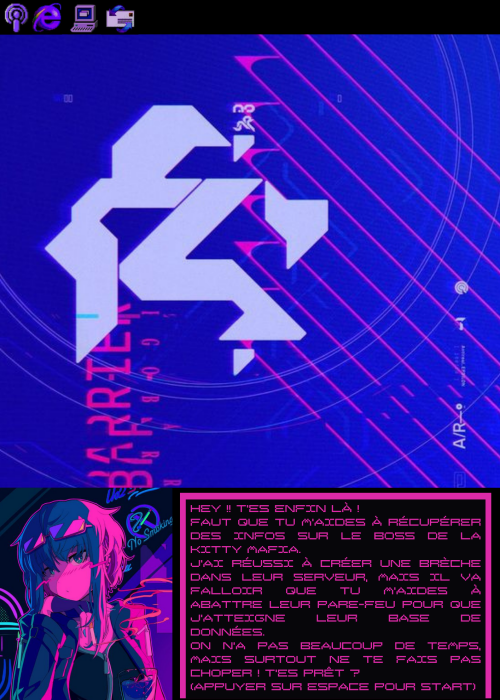 BARRIER
A/R
No Smoking
HEY !! T'ES ENFIN LÀ !
FAUT QUE TU M'AIDES À RÉCUPÉRER
DES INFOS SUR LE BOSS DE LA
KITTY MAFIA.
J'AI RÉUSSI À CRÉER UNE BRÈCHE
DANS LEUR SERVEUR, MAIS IL VA
FALLOIR QUE TU M'AIDES À
ABATTRE LEUR PARE-FEU POUR QUE
J'ATTEIGNE LEUR BASE DE
DONNÉES.
ON N'A PAS BEAUCOUP DE TEMPS,
MAIS SURTOUT NE TE FAIS PAS
CHOPER ! T'ES PRÊT ?
(APPUYER SUR ESPACE POUR START)